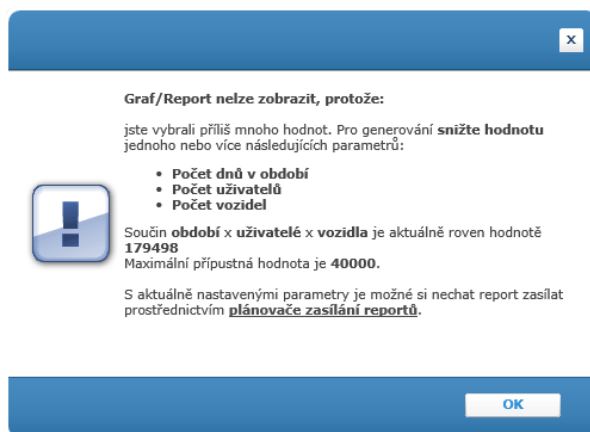 x
Graf/Report nelze zobrazit, protože:
jste vybrali příliš mnoho hodnot. Pro generování snižte hodnotu
jednoho nebo více následujících parametrů:
• Počet dnů v období
• Počet uživatelů
• Počet vozidel
Součin období x uživatelé x vozidla je aktuálně roven hodnotě
179498
Maximální přípustná hodnota je 40000.
S aktuálně nastavenými parametry je možné si nechat report zasílat
prostřednictvím plánovače zasílání reportů.
OK